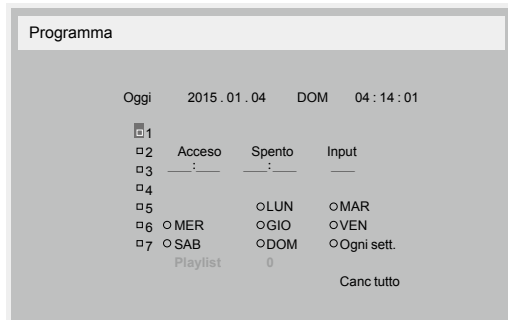 Programma
Oggi 2015 . 01 . 04 DOM 04 : 14 : 01
1
2 Acceso Spento Input
3 __:__ __:__ __
4
5 LUN MAR
6 MER GIO VEN
7 SAB DOM Ogni sett.
Playlist 0
Canc tutto